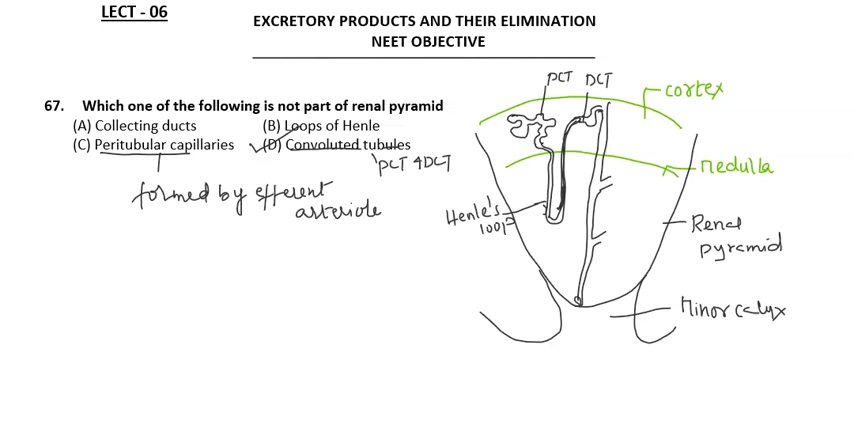 LECT - 06
EXCRETORY PRODUCTS AND THEIR ELIMINATION
NEET OBJECTIVE
67. Which one of the following is not part of renal pyramid
(A) Collecting ducts (B) Loops of Henle
(C) Peritubular capillaries (D) Convoluted tubules
PCT & DCT
formed by efferent
arteriole
PCT DCT
cortex
medulla
Henle's
loop
Renal
pyramid
Minor calyx